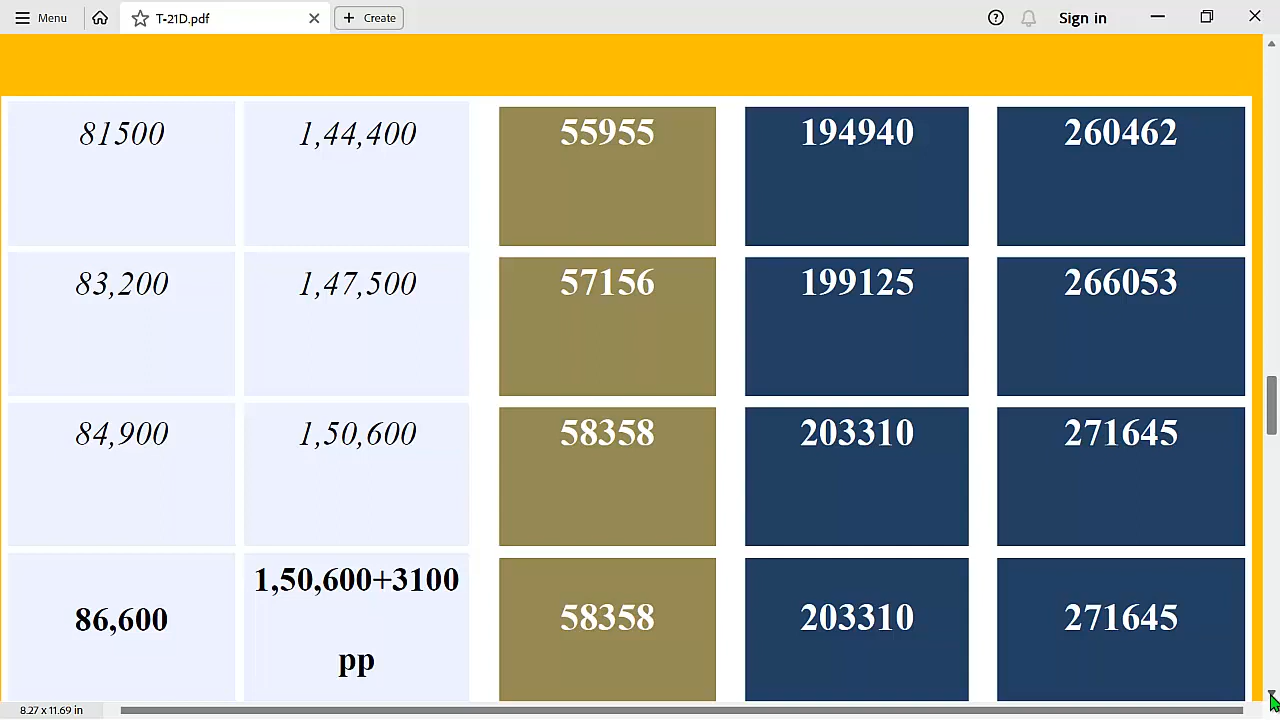 Menu T-21D.pdf Create Sign in
81500 1,44,400 55955 194940 260462
83,200 1,47,500 57156 199125 266053
84,900 1,50,600 58358 203310 271645
1,50,600+3100
86,600 58358 203310 271645
pp
8.27 x 11.69 in